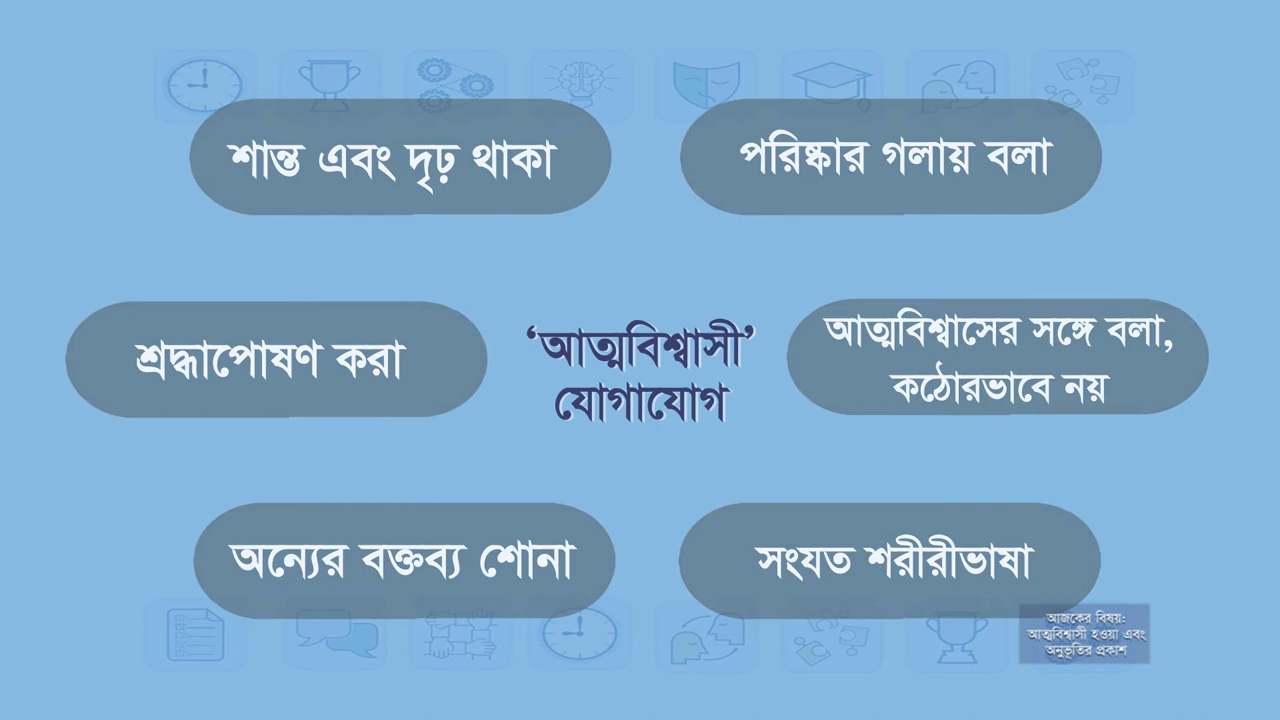 শান্ত এবং দৃঢ় থাকা
পরিষ্কার গলায় বলা
শ্রদ্ধাপোষণ করা
‘আত্মবিশ্বাসী’
যোগাযোগ
আত্মবিশ্বাসের সঙ্গে বলা,
কঠোরভাবে নয়
অন্যের বক্তব্য শোনা
সংযত শরীরীভাষা
আজকের বিষয়:
আত্মবিশ্বাসী হওয়া এবং
অনুভূতির প্রকাশ